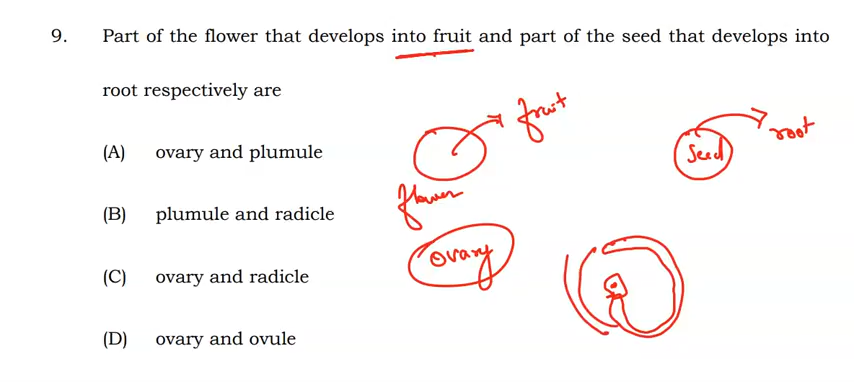 9. Part of the flower that develops into fruit and part of the seed that develops into
root respectively are
fruit
root
seed
(A) ovary and plumule
flower
(B) plumule and radicle
ovary
(C) ovary and radicle
(D) ovary and ovule